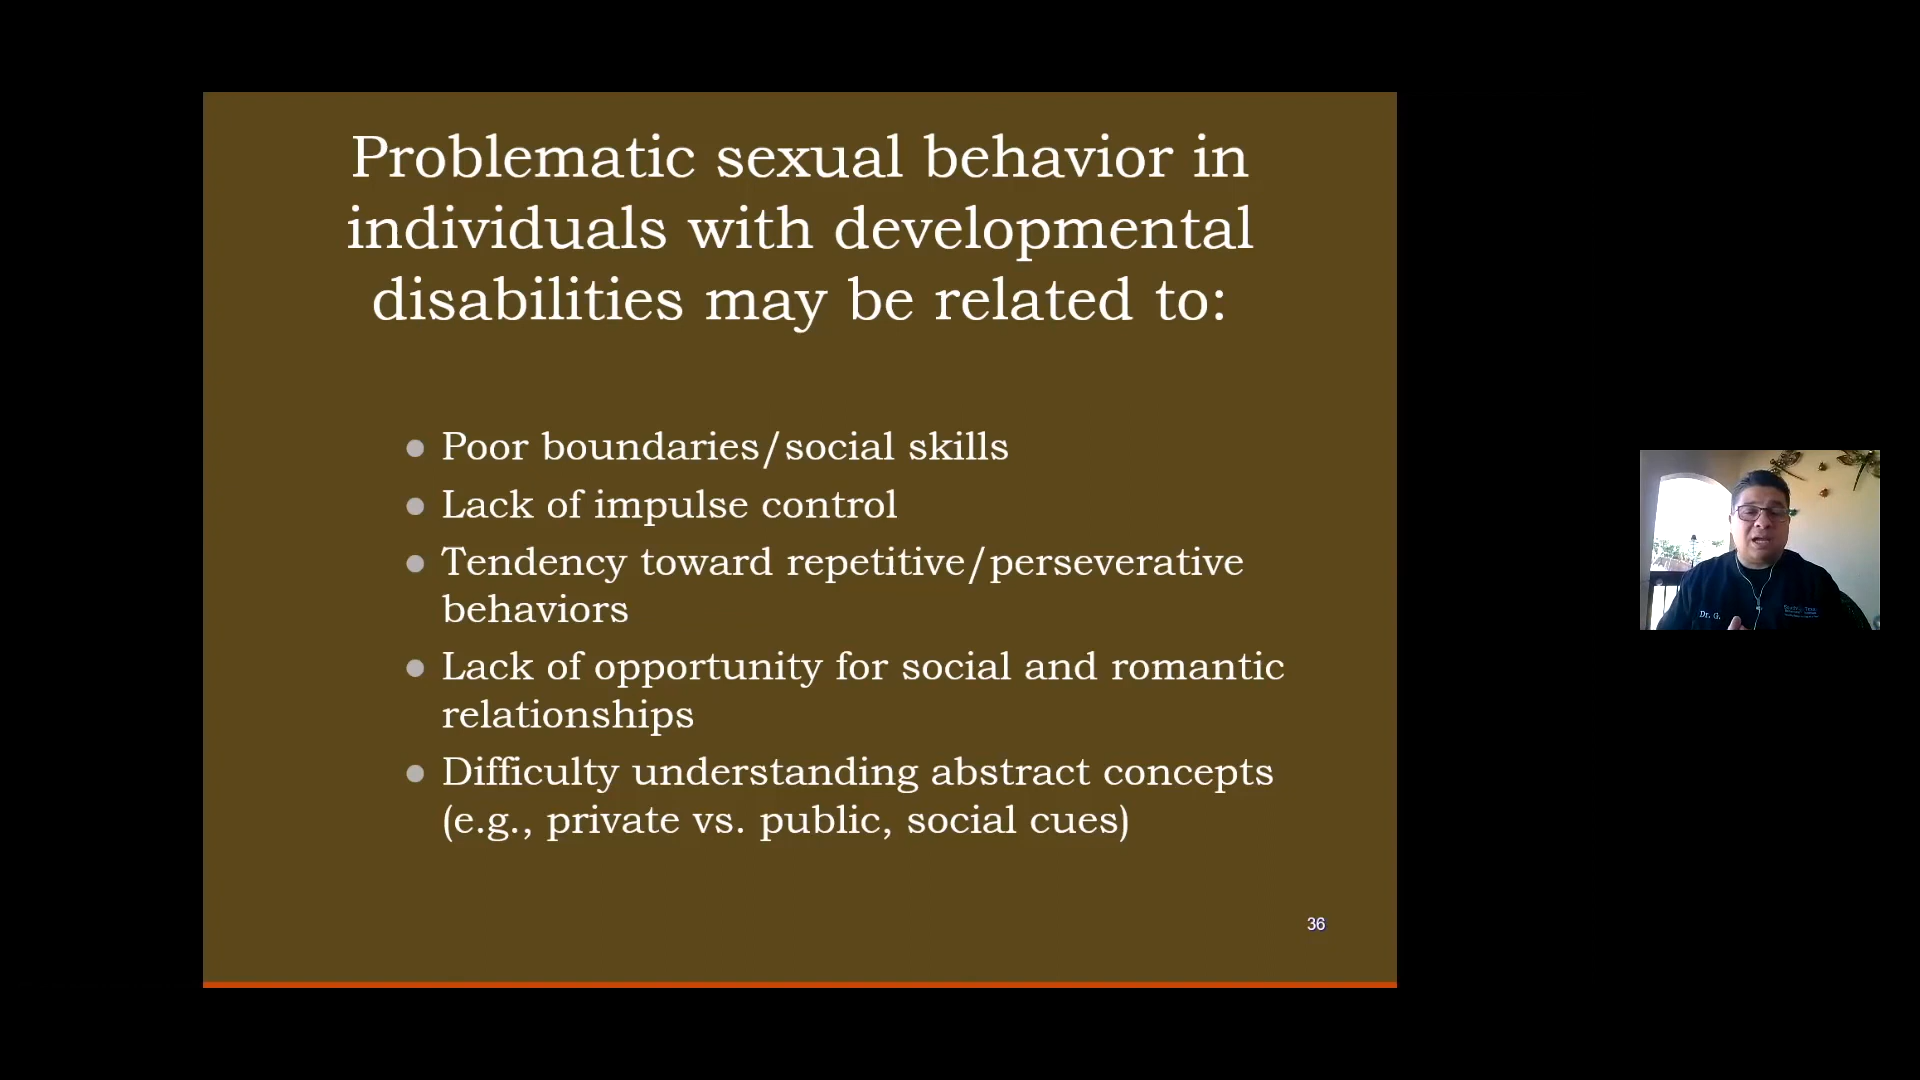 Problematic sexual behavior in
individuals with developmental
disabilities may be related to:
● Poor boundaries/social skills
● Lack of impulse control
● Tendency toward repetitive/perseverative
behaviors
● Lack of opportunity for social and romantic
relationships
● Difficulty understanding abstract concepts
(e.g., private vs. public, social cues)
36
Dr. G.